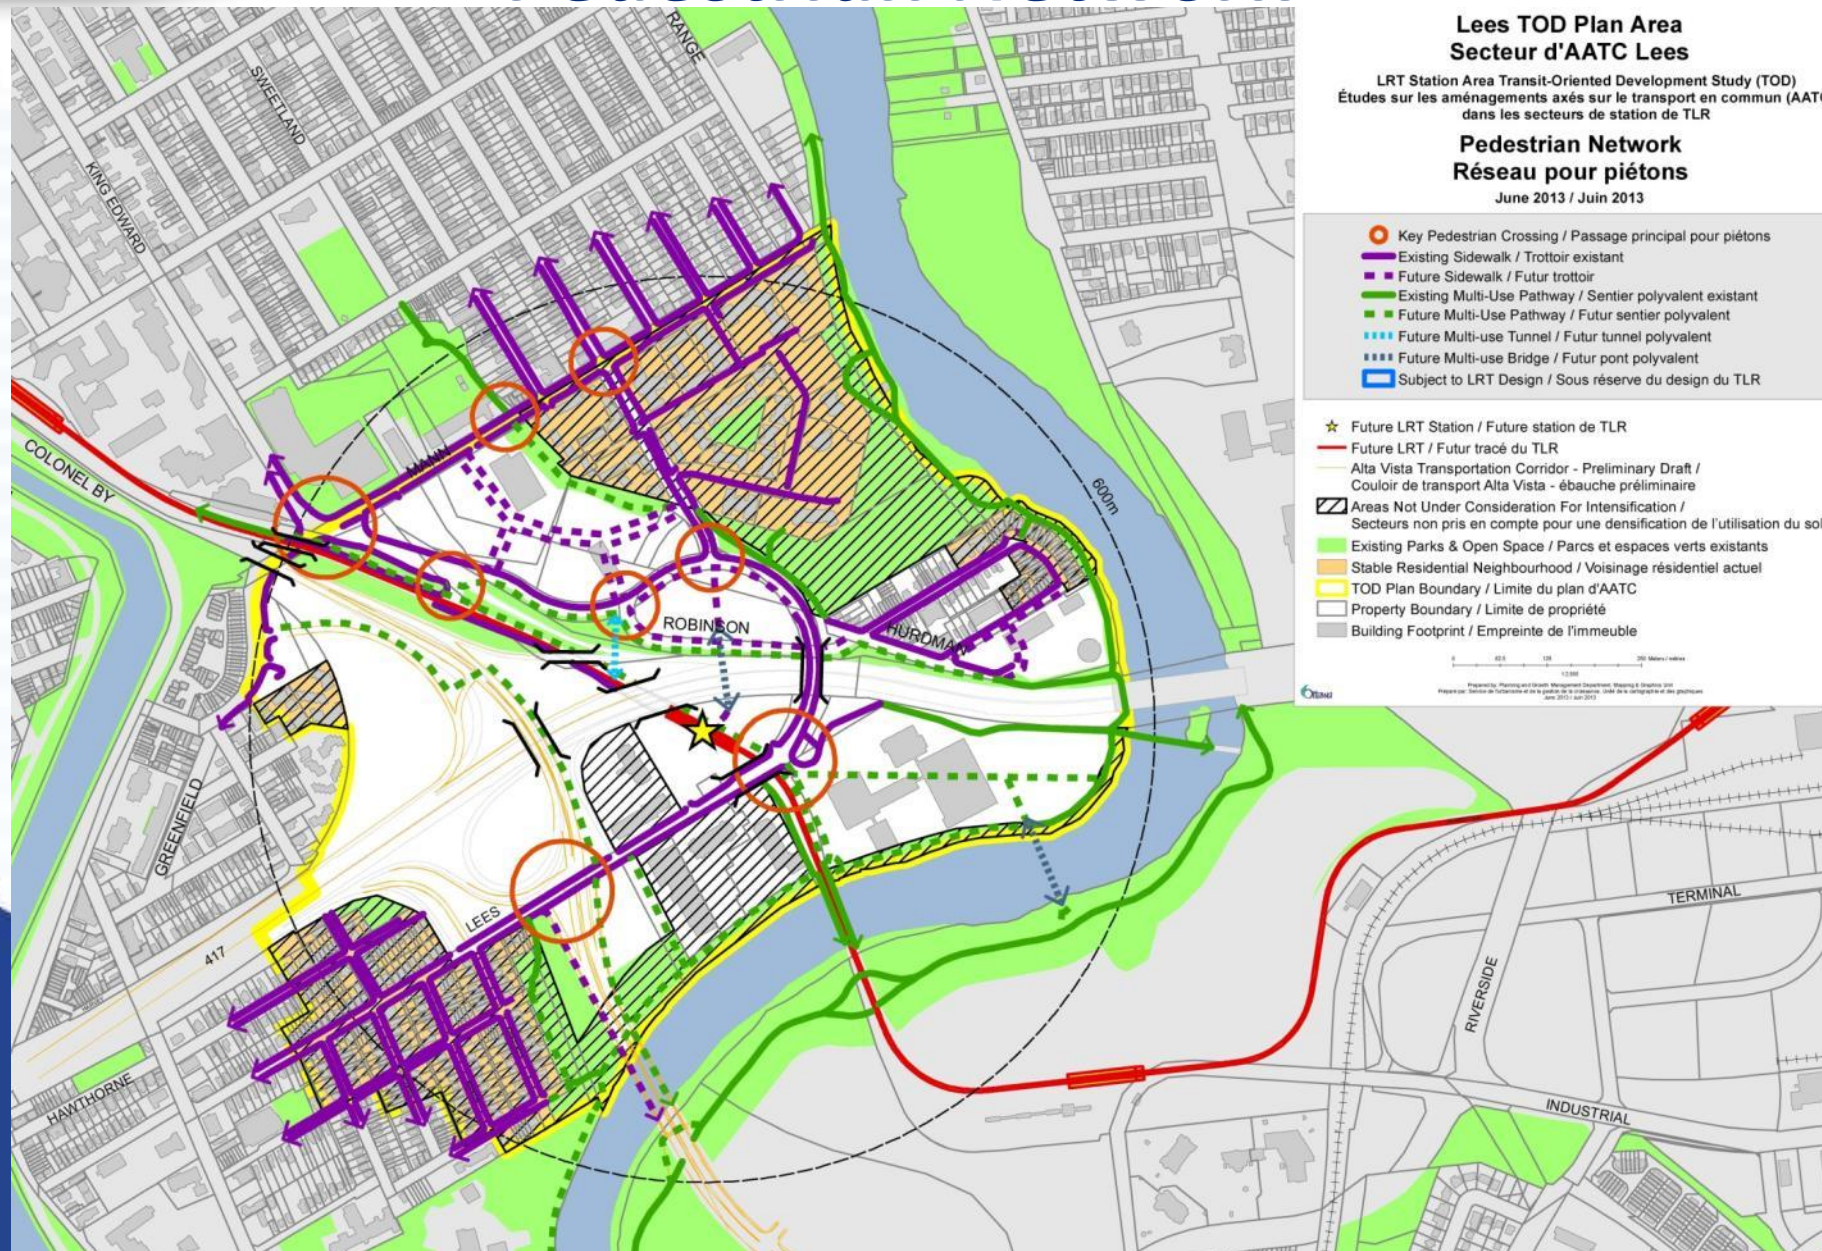 Lees TOD Plan Area
Secteur d'AATC Lees
LRT Station Area Transit-Oriented Development Study (TOD)
Études sur les aménagements axés sur le transport en commun (AATC
dans les secteurs de station de TLR
Pedestrian Network
Réseau pour piétons
June 2013 / Juin 2013
Key Pedestrian Crossing / Passage principal pour piétons
Existing Sidewalk / Trottoir existant
Future Sidewalk / Futur trottoir
Existing Multi-Use Pathway / Sentier polyvalent existant
Future Multi-Use Pathway / Futur sentier polyvalent
Future Multi-use Tunnel / Futur tunnel polyvalent
Future Multi-use Bridge / Futur pont polyvalent
Subject to LRT Design / Sous réserve du design du TLR
Future LRT Station / Future station de TLR
Future LRT / Futur tracé du TLR
Alta Vista Transportation Corridor - Preliminary Draft /
Couloir de transport Alta Vista - ébauche préliminaire
Areas Not Under Consideration For Intensification /
Secteurs non pris en compte pour une densification de l'utilisation du sol
Existing Parks & Open Space / Parcs et espaces verts existants
Stable Residential Neighbourhood / Voisinage résidentiel actuel
TOD Plan Boundary / Limite du plan d'AATC
Property Boundary / Limite de propriété
Building Footprint / Empreinte de l'immeuble
RANGE
SWEETLAND
KING EDWARD
COLONEL BY
MANN
600m
ROBINSON
HURDMAN
GREENFIELD
LEES
417
HAWTHORNE
TERMINAL
RIVERSIDE
INDUSTRIAL